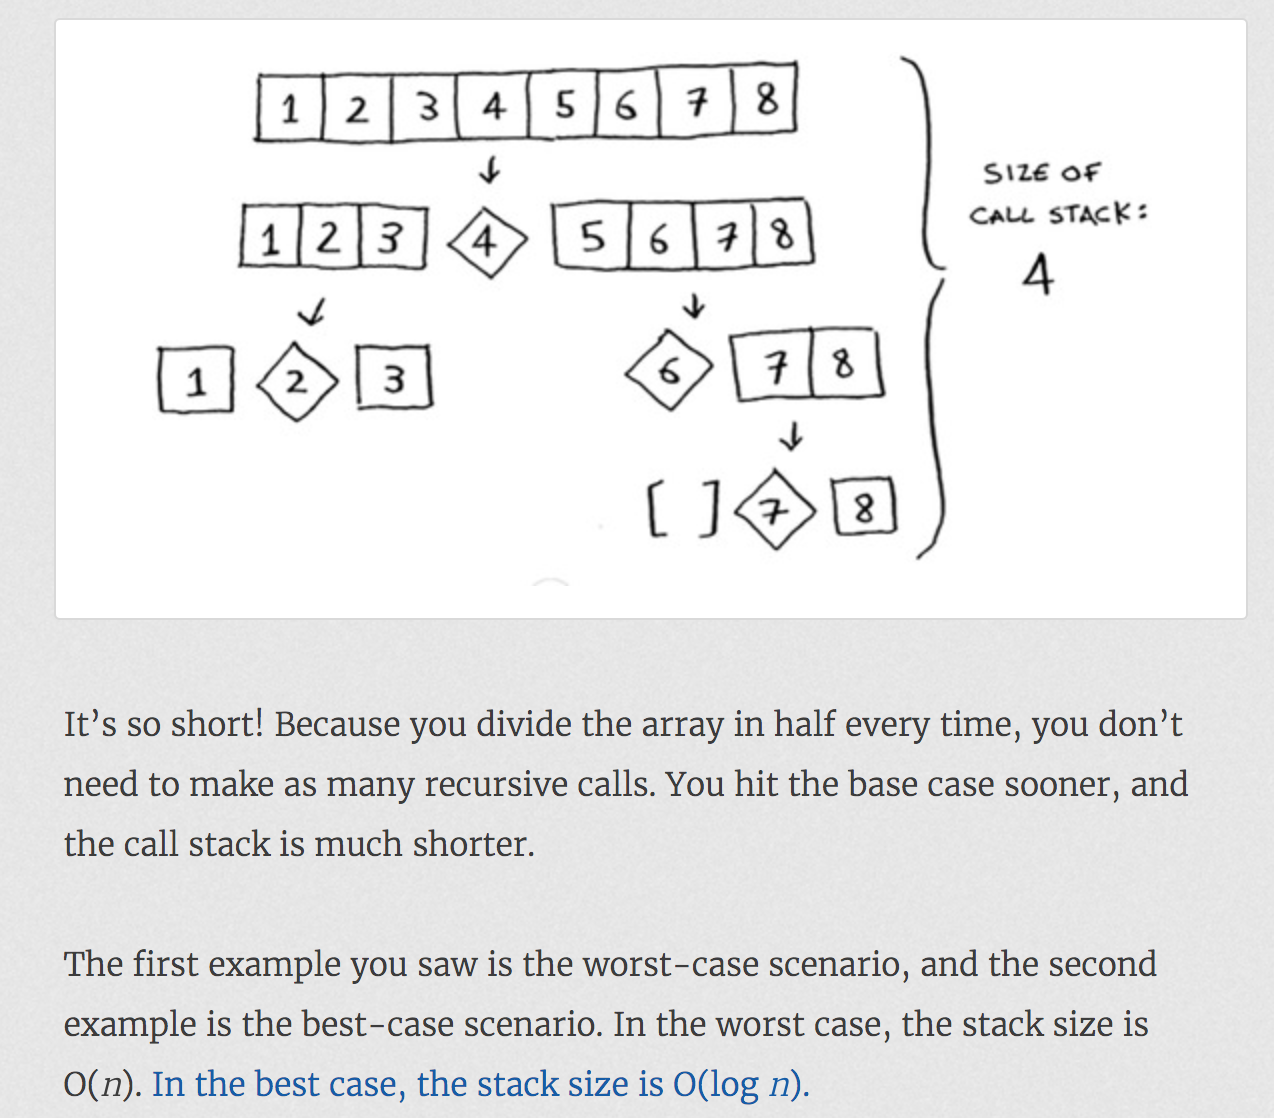 1 2 3 4 5 6 7 8
SIZE OF
CALL STACK:
4
1 2 3 4 5 6 7 8
1 2 3 6 7 8
[ ] 7 8
It’s so short! Because you divide the array in half every time, you don’t
need to make as many recursive calls. You hit the base case sooner, and
the call stack is much shorter.
The first example you saw is the worst-case scenario, and the second
example is the best-case scenario. In the worst case, the stack size is
O(n). In the best case, the stack size is O(log n).